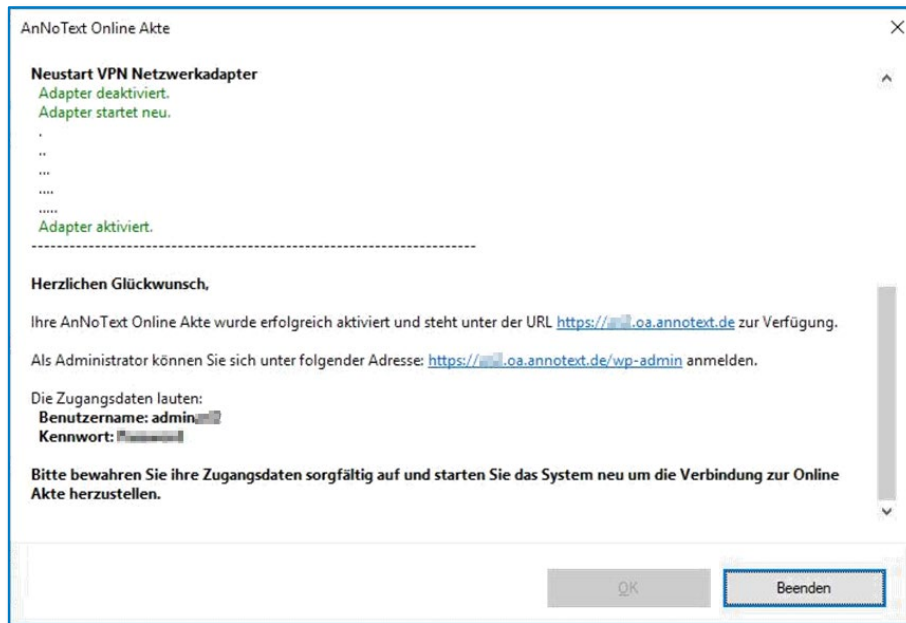 AnNoText Online Akte
Neustart VPN Netzwerkadapter
Adapter deaktiviert.
Adapter startet neu.
.
..
...
....
.....
Adapter aktiviert.
--------------------------------------------------------------------
Herzlichen Glückwunsch,
Ihre AnNoText Online Akte wurde erfolgreich aktiviert und steht unter der URL https://.oa.annotext.de zur Verfügung.
Als Administrator können Sie sich unter folgender Adresse: https://.oa.annotext.de/wp-admin anmelden.
Die Zugangsdaten lauten:
Benutzername: admin
Kennwort:
Bitte bewahren Sie ihre Zugangsdaten sorgfältig auf und starten Sie das System neu um die Verbindung zur Online
Akte herzustellen.
OK
Beenden